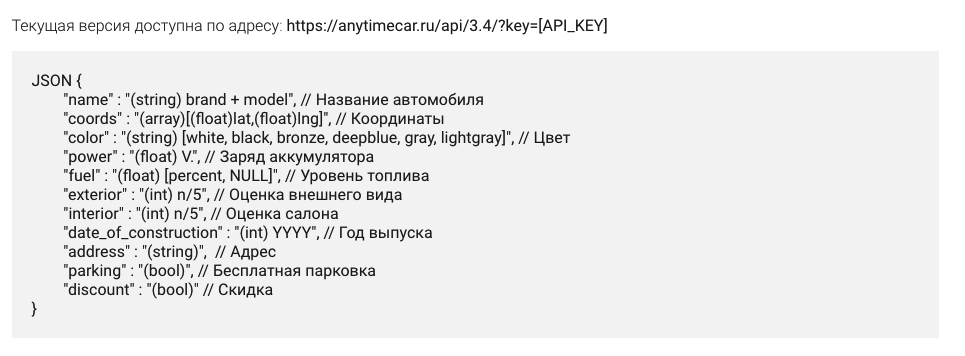 Текущая версия доступна по адресу: https://anytimecar.ru/api/3.4/?key=[API_KEY]
JSON {
"name" : "(string) brand + model", // Название автомобиля
"coords" : "(array)[(float)lat,(float)lng]", // Координаты
"color" : "(string) [white, black, bronze, deepblue, gray, lightgray]", // Цвет
"power" : "(float) V.", // Заряд аккумулятора
"fuel" : "(float) [percent, NULL]", // Уровень топлива
"exterior" : "(int) n/5", // Оценка внешнего вида
"interior" : "(int) n/5", // Оценка салона
"date_of_construction" : "(int) YYYY", // Год выпуска
"address" : "(string)",  // Адрес
"parking" : "(bool)", // Бесплатная парковка
"discount" : "(bool)" // Скидка
}